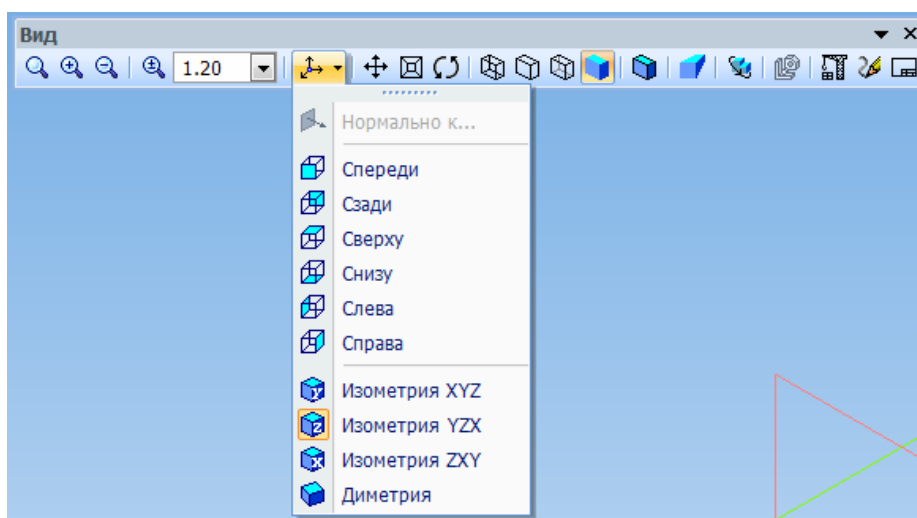 Вид
1.20
Нормально к...
Спереди
Сзади
Сверху
Снизу
Слева
Справа
Изометрия XYZ
Изометрия YZX
Изометрия ZXY
Диметрия